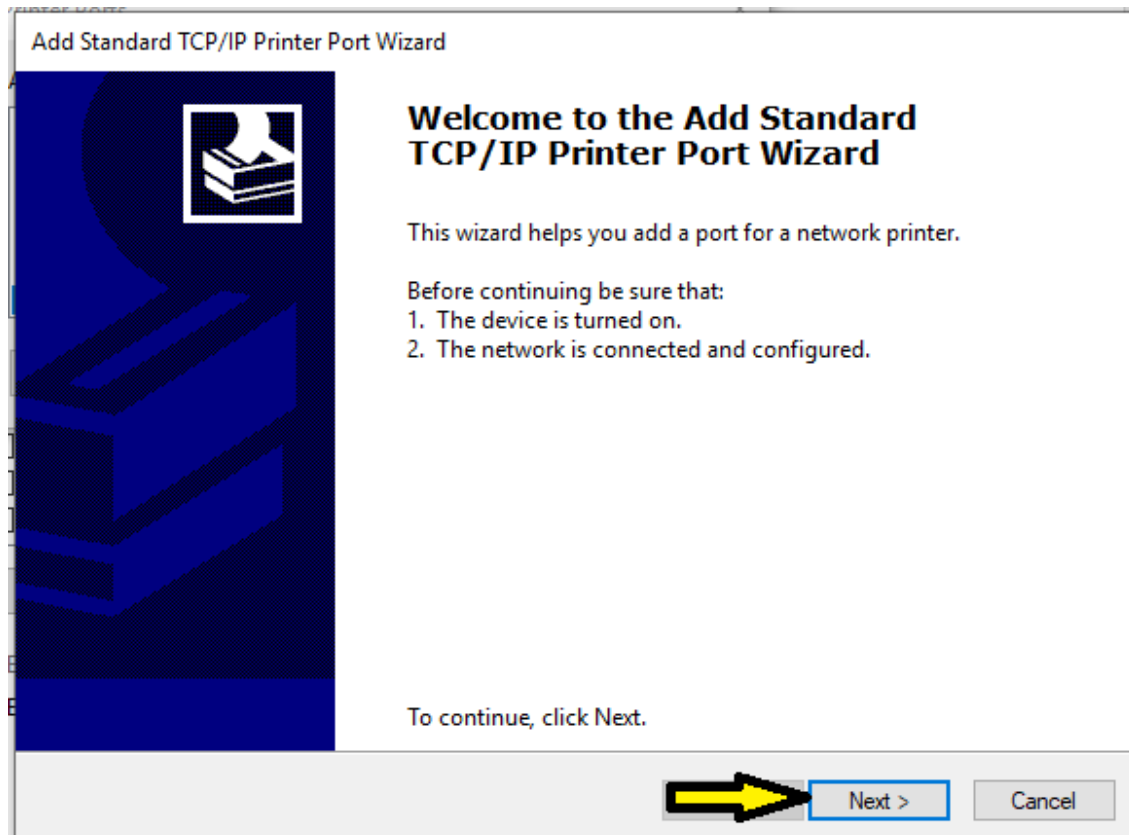 Printer Ports
Add Standard TCP/IP Printer Port Wizard
Welcome to the Add Standard
TCP/IP Printer Port Wizard
This wizard helps you add a port for a network printer.
Before continuing be sure that:
1. The device is turned on.
2. The network is connected and configured.
To continue, click Next.
Next >
Cancel